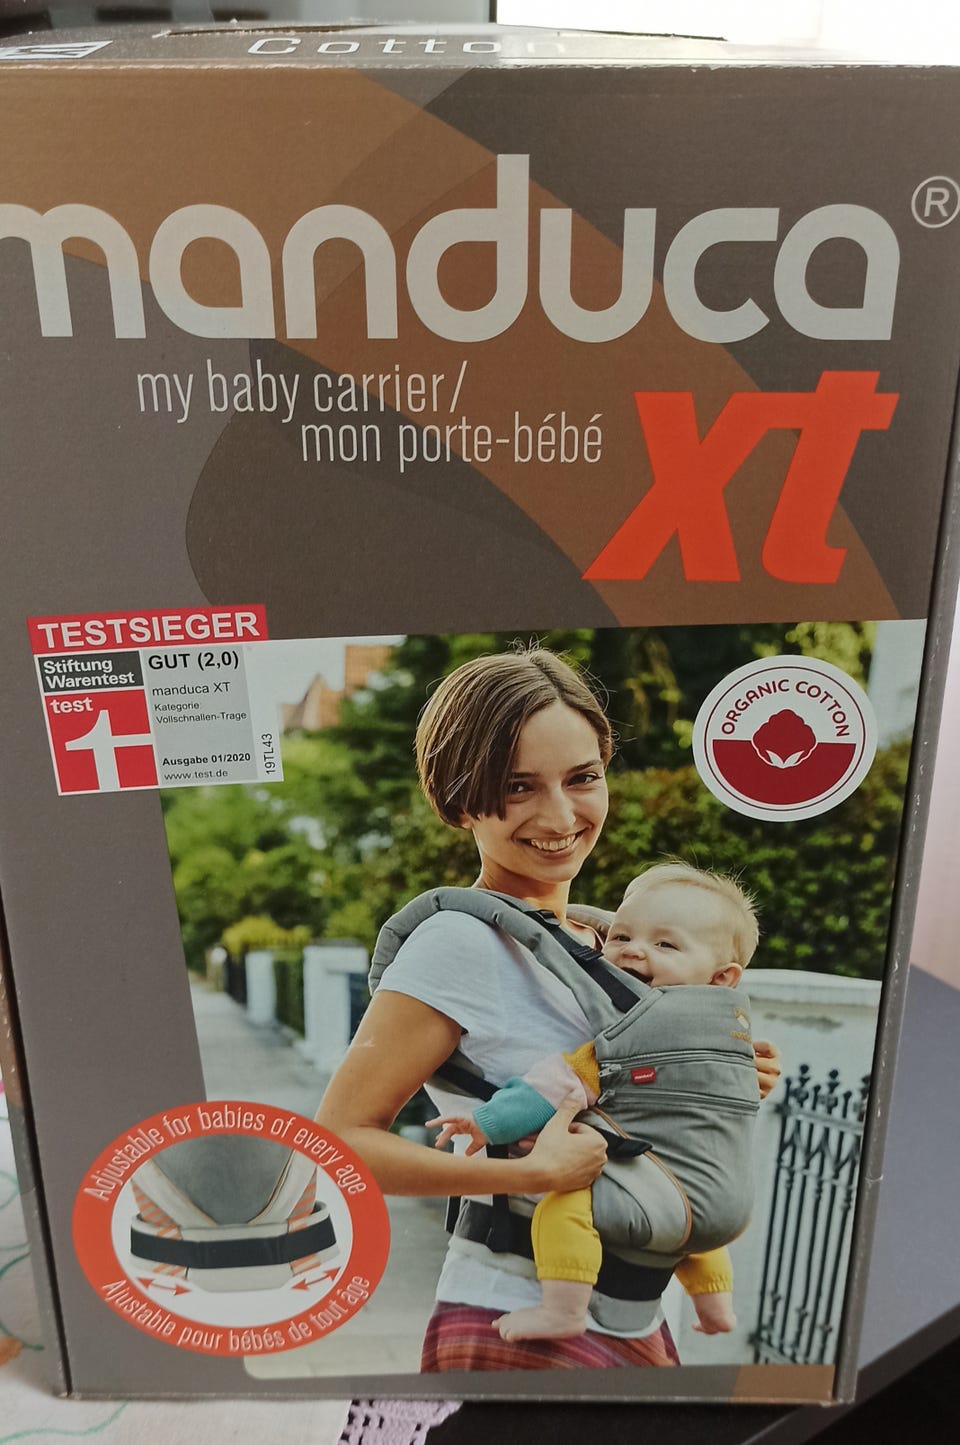 Cotton
manduca®
my baby carrier/
mon porte-bébé
xt
TESTSIEGER
Stiftung
Warentest
test
GUT (2,0)
manduca XT
Kategorie:
Vollschnallen-Trage
Ausgabe 01/2020
www.test.de
19TL43
ORGANIC COTTON
manduca
Adjustable for babies of every age
Ajustable pour bébés de tout âge